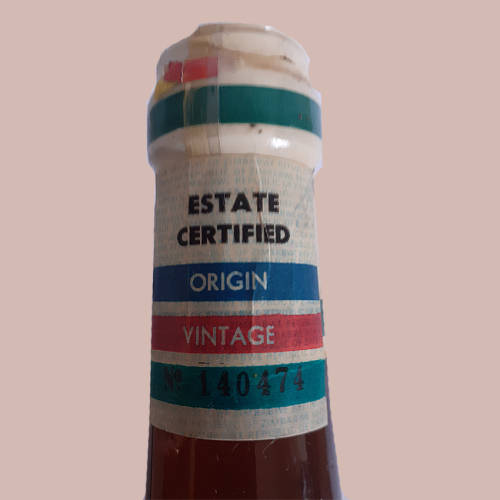 ESTATE
CERTIFIED
ORIGIN
VINTAGE
Nº 140474